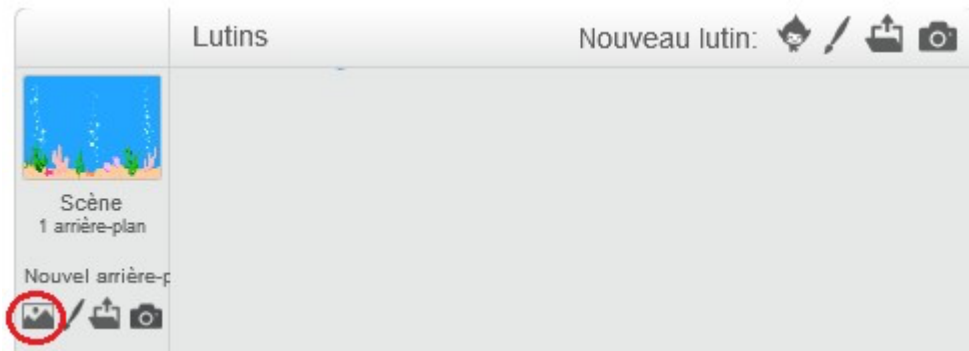 Lutins
Nouveau lutin:
Scène
1 arrière-plan
Nouvel arrière-p